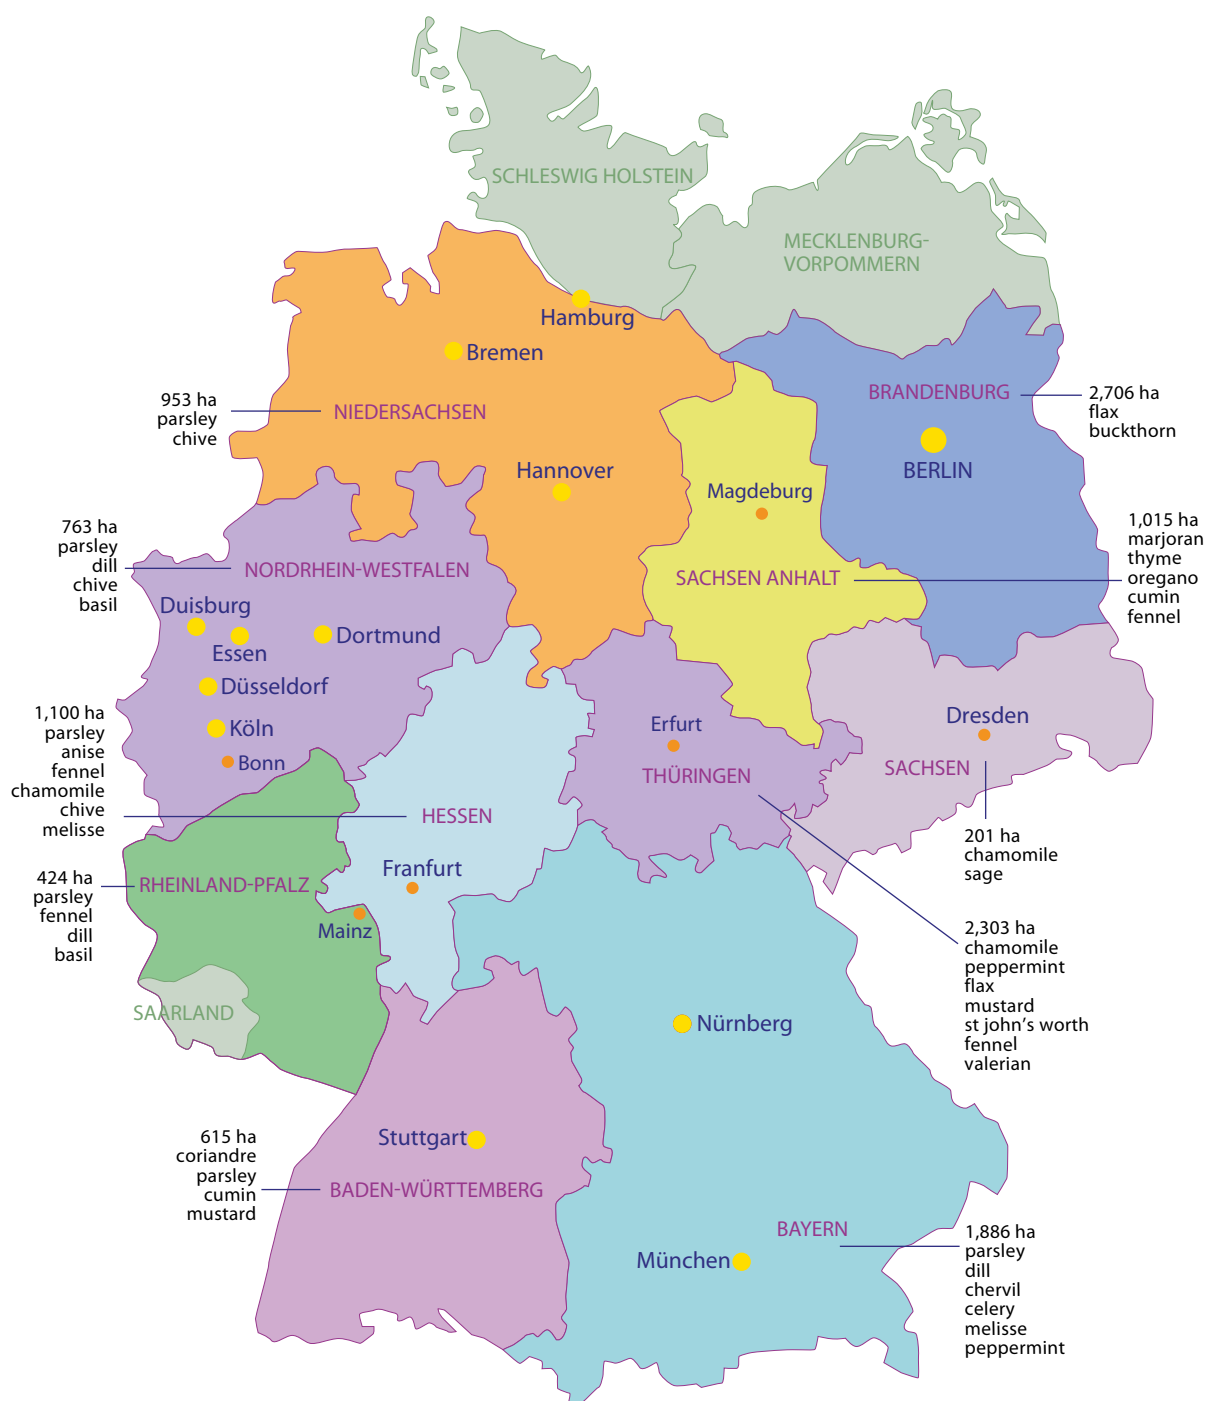 SCHLESWIG HOLSTEIN
MECKLENBURG-
VORPOMMERN
Hamburg
Bremen
953 ha
parsley
chive
NIEDERSACHSEN
BRANDENBURG
2,706 ha
flax
buckthorn
BERLIN
Hannover
Magdeburg
763 ha
parsley
dill
chive
basil
NORDRHEIN-WESTFALEN
SACHSEN ANHALT
1,015 ha
marjoran
thyme
oregano
cumin
fennel
Duisburg
Essen
Dortmund
Düsseldorf
Köln
Bonn
1,100 ha
parsley
anise
fennel
chamomile
chive
melisse
Erfurt
THÜRINGEN
Dresden
SACHSEN
HESSEN
201 ha
chamomile
sage
Franfurt
424 ha
parsley
fennel
dill
basil
RHEINLAND-PFALZ
Mainz
2,303 ha
chamomile
peppermint
flax
mustard
st john’s worth
fennel
valerian
SAARLAND
Nürnberg
Stuttgart
615 ha
coriandre
parsley
cumin
mustard
BADEN-WÜRTTEMBERG
BAYERN
München
1,886 ha
parsley
dill
chervil
celery
melisse
peppermint